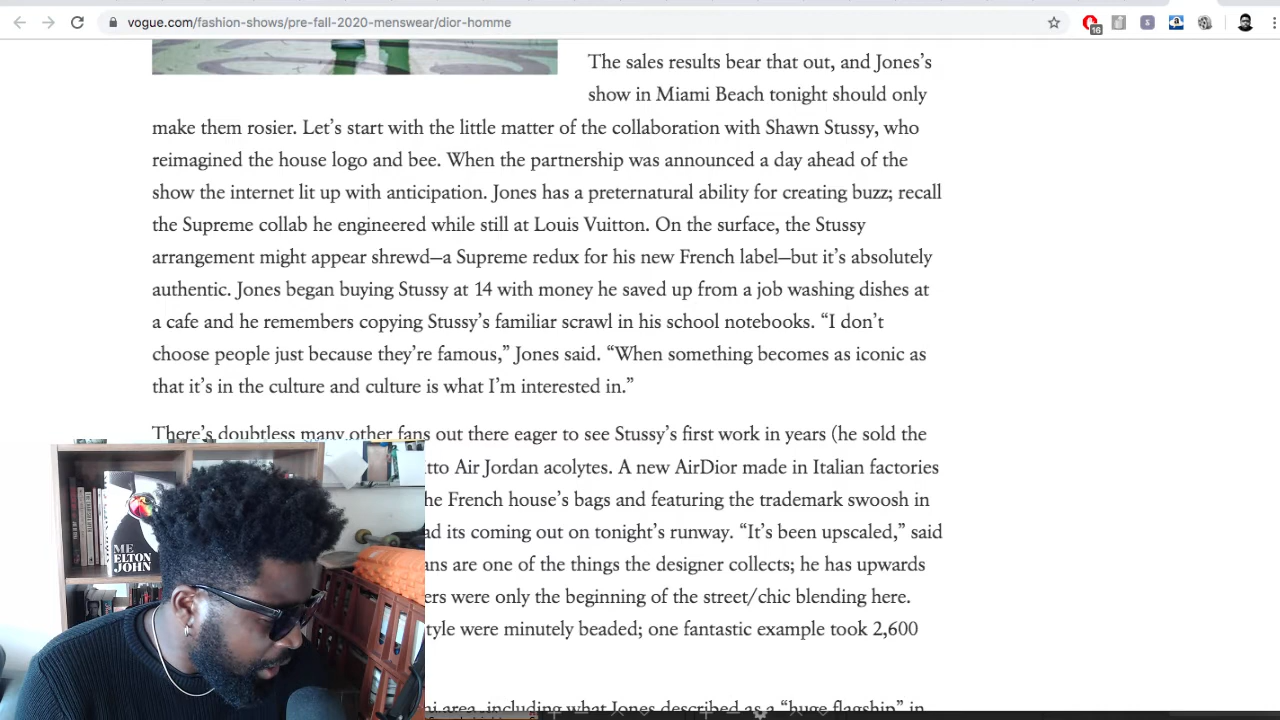 vogue.com/fashion-shows/pre-fall-2020-menswear/dior-homme
16
The sales results bear that out, and Jones’s
show in Miami Beach tonight should only
make them rosier. Let’s start with the little matter of the collaboration with Shawn Stussy, who
reimagined the house logo and bee. When the partnership was announced a day ahead of the
show the internet lit up with anticipation. Jones has a preternatural ability for creating buzz; recall
the Supreme collab he engineered while still at Louis Vuitton. On the surface, the Stussy
arrangement might appear shrewd—a Supreme redux for his new French label—but it’s absolutely
authentic. Jones began buying Stussy at 14 with money he saved up from a job washing dishes at
a cafe and he remembers copying Stussy’s familiar scrawl in his school notebooks. “I don’t
choose people just because they’re famous,” Jones said. “When something becomes as iconic as
that it’s in the culture and culture is what I’m interested in.”
There’s doubtless many other fans out there eager to see Stussy’s first work in years (he sold the
tto Air Jordan acolytes. A new AirDior made in Italian factories
he French house’s bags and featuring the trademark swoosh in
ad its coming out on tonight’s runway. “It’s been upscaled,” said
ans are one of the things the designer collects; he has upwards
ers were only the beginning of the street/chic blending here.
tyle were minutely beaded; one fantastic example took 2,600
mi area, including what Jones described as a “huge flagship” in
ME
ELTON
JOHN